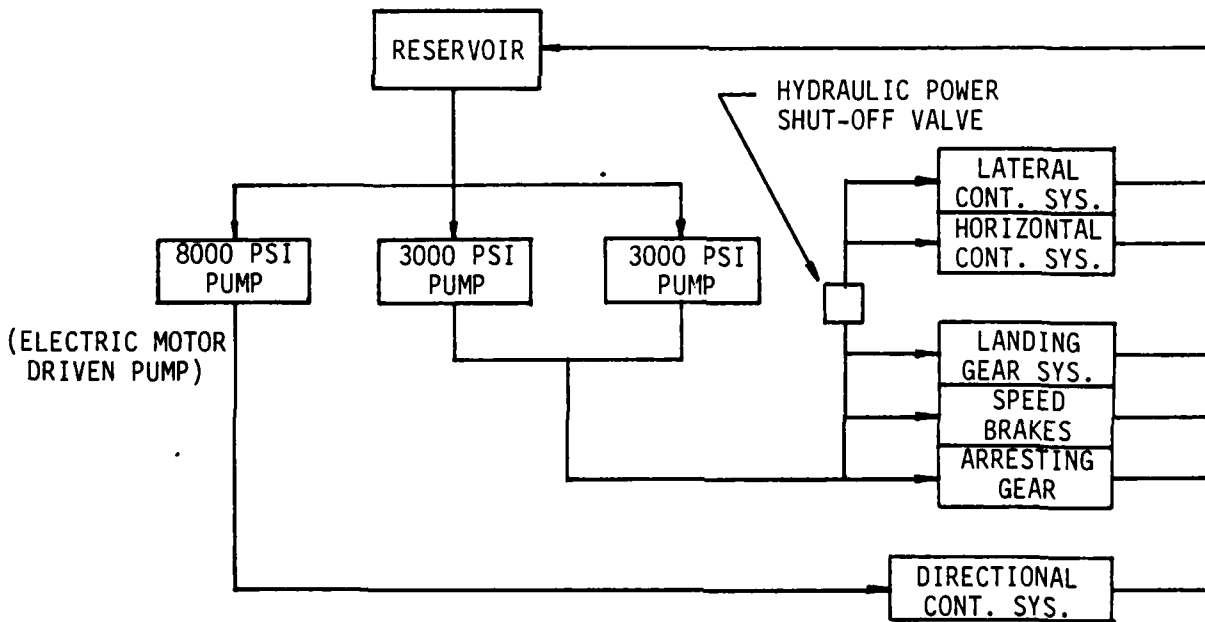 RESERVOIR
HYDRAULIC POWER
SHUT-OFF VALVE
LATERAL
CONT. SYS.
HORIZONTAL
CONT. SYS.
8000 PSI
PUMP
3000 PSI
PUMP
3000 PSI
PUMP
(ELECTRIC MOTOR
DRIVEN PUMP)
LANDING
GEAR SYS.
SPEED
BRAKES
ARRESTING
GEAR
DIRECTIONAL
CONT. SYS.